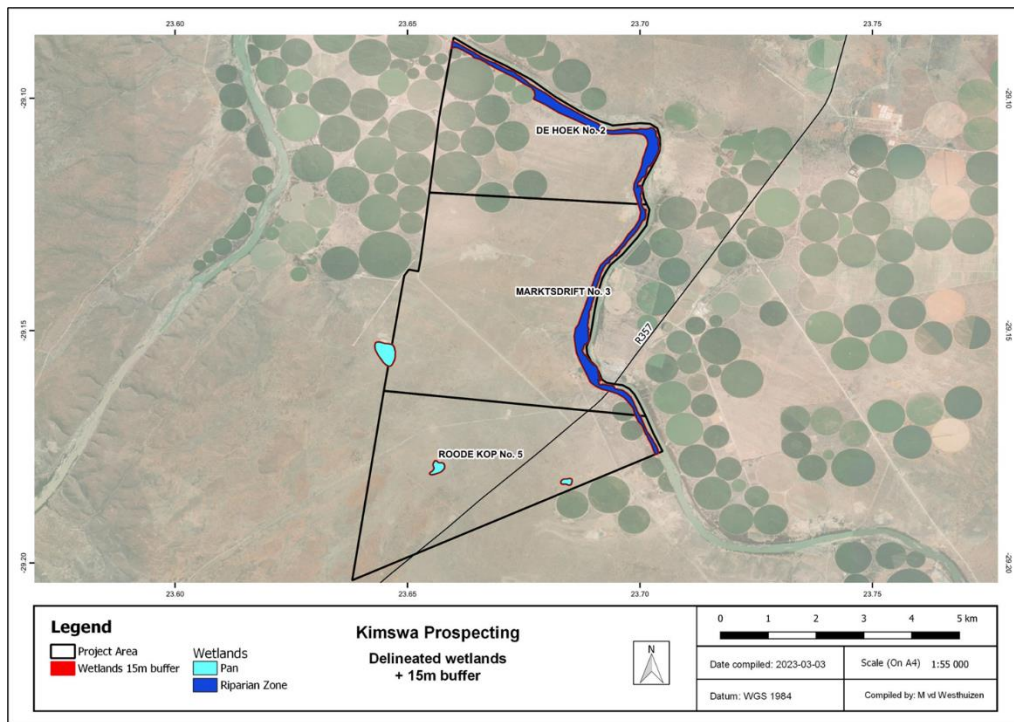 23.60 23.65 23.70 23.75
-29.10 -29.10
DE HOEK No. 2
MARKTSDRIFT No. 3
-29.15 -29.15
R357
ROODE KOP No. 5
-29.20 -29.20
23.60 23.65 23.70 23.75
Legend
Project Area
Wetlands 15m buffer
Wetlands
Pan
Riparian Zone
Kimswa Prospecting
Delineated wetlands
+ 15m buffer
N
0 1 2 3 4 5 km
Date compiled: 2023-03-03
Scale (On A4) 1:55 000
Datum: WGS 1984
Compiled by: M vd Westhuizen